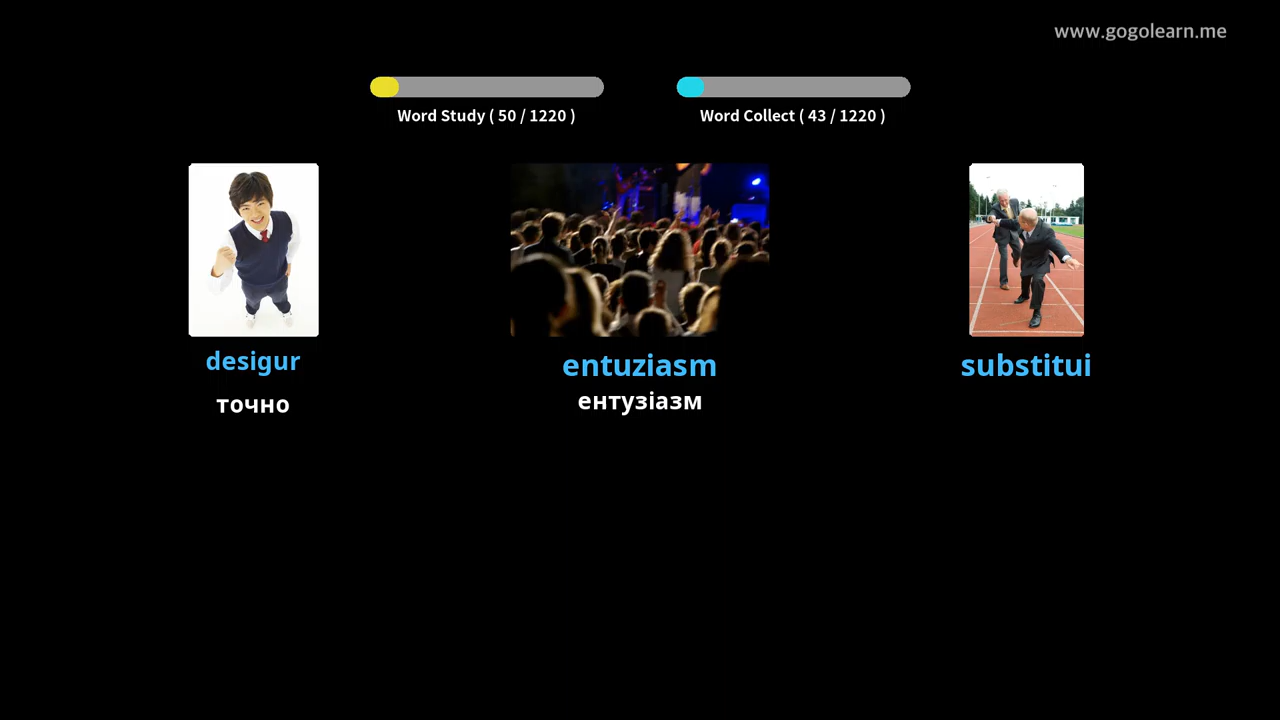 www.gogolearn.me
Word Study ( 50 / 1220 )
Word Collect ( 43 / 1220 )
desigur
точно
entuziasm
ентузіазм
substitui